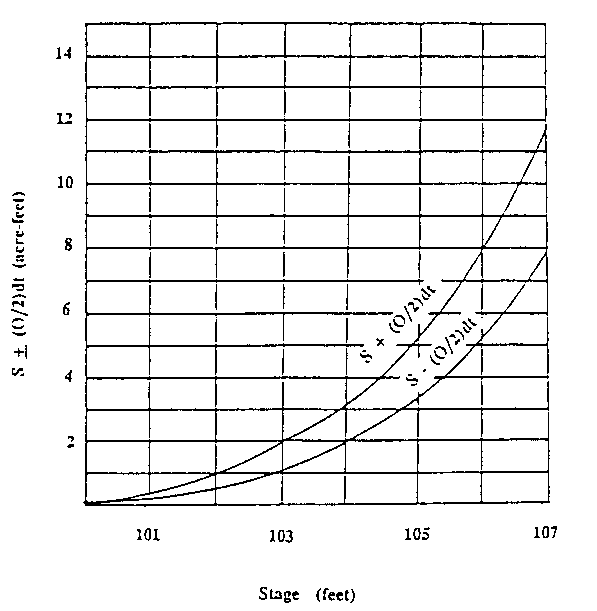 14
12
10
8
6
4
2
S ± (O/2)dt (acre-feet)
S + (O/2)dt
S - (O/2)dt
101 103 105 107
Stage (feet)